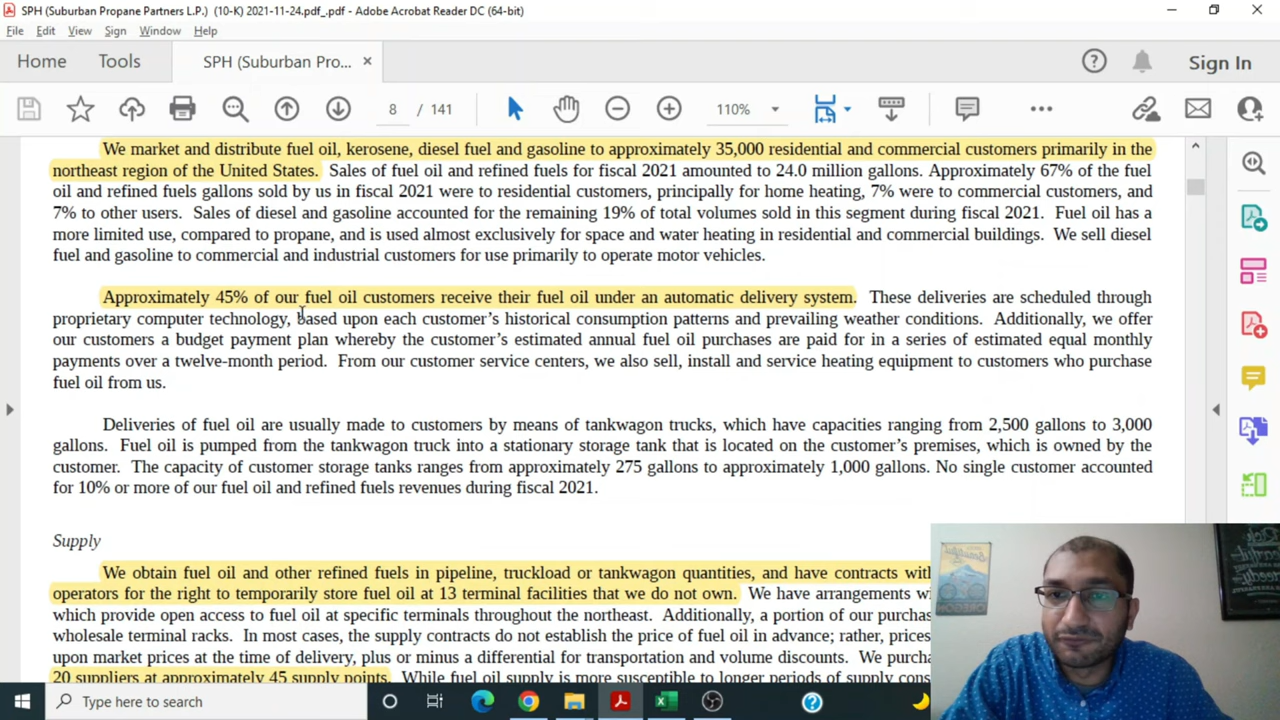 SPH (Suburban Propane Partners L.P.) (10-K) 2021-11-24.pdf_.pdf - Adobe Acrobat Reader DC (64-bit)
File Edit View Sign Window Help
Home Tools SPH (Suburban Pro... × Sign In
8 / 141 110%
We market and distribute fuel oil, kerosene, diesel fuel and gasoline to approximately 35,000 residential and commercial customers primarily in the
northeast region of the United States. Sales of fuel oil and refined fuels for fiscal 2021 amounted to 24.0 million gallons. Approximately 67% of the fuel
oil and refined fuels gallons sold by us in fiscal 2021 were to residential customers, principally for home heating, 7% were to commercial customers, and
7% to other users. Sales of diesel and gasoline accounted for the remaining 19% of total volumes sold in this segment during fiscal 2021. Fuel oil has a
more limited use, compared to propane, and is used almost exclusively for space and water heating in residential and commercial buildings. We sell diesel
fuel and gasoline to commercial and industrial customers for use primarily to operate motor vehicles.
Approximately 45% of our fuel oil customers receive their fuel oil under an automatic delivery system. These deliveries are scheduled through
proprietary computer technology, based upon each customer's historical consumption patterns and prevailing weather conditions. Additionally, we offer
our customers a budget payment plan whereby the customer's estimated annual fuel oil purchases are paid for in a series of estimated equal monthly
payments over a twelve-month period. From our customer service centers, we also sell, install and service heating equipment to customers who purchase
fuel oil from us.
Deliveries of fuel oil are usually made to customers by means of tankwagon trucks, which have capacities ranging from 2,500 gallons to 3,000
gallons. Fuel oil is pumped from the tankwagon truck into a stationary storage tank that is located on the customer's premises, which is owned by the
customer. The capacity of customer storage tanks ranges from approximately 275 gallons to approximately 1,000 gallons. No single customer accounted
for 10% or more of our fuel oil and refined fuels revenues during fiscal 2021.
Supply
We obtain fuel oil and other refined fuels in pipeline, truckload or tankwagon quantities, and have contracts wit
operators for the right to temporarily store fuel oil at 13 terminal facilities that we do not own. We have arrangements wi
which provide open access to fuel oil at specific terminals throughout the northeast. Additionally, a portion of our purchas
wholesale terminal racks. In most cases, the supply contracts do not establish the price of fuel oil in advance; rather, prices
upon market prices at the time of delivery, plus or minus a differential for transportation and volume discounts. We purcha
20 suppliers at approximately 45 supply points. While fuel oil supply is more susceptible to longer periods of supply cons
OREGON
Type here to search